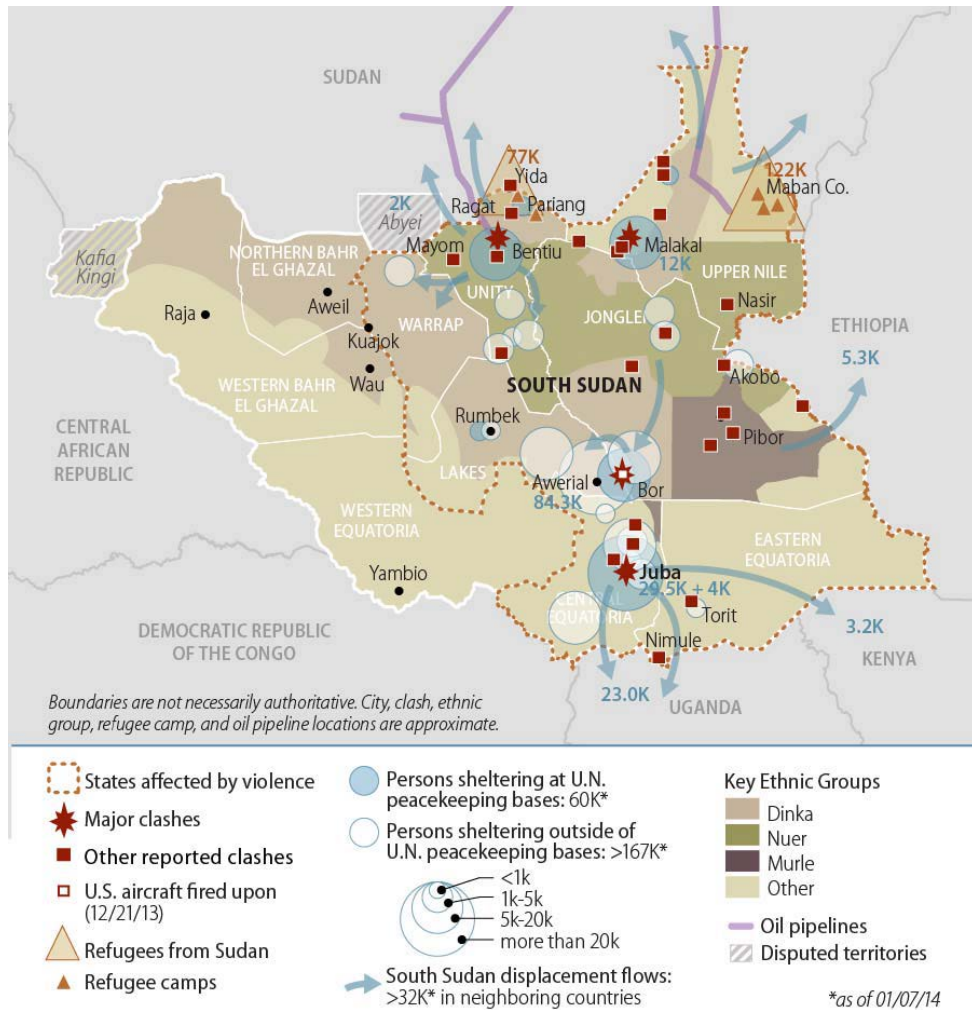 SUDAN
77K
Yida
122K
Maban Co.
2K
Abyei
Ragat
Pariang
Kafia
Kingi
NORTHERN BAHR
EL GHAZAL
Mayom
Bentiu
Malakal
12K
UPPER NILE
Raja
Aweil
UNITY
JONGLEI
Nasir
WARRAP
ETHIOPIA
Kuajok
5.3K
Wau
WESTERN BAHR
EL GHAZAL
SOUTH SUDAN
Akobo
CENTRAL
AFRICAN
REPUBLIC
Rumbek
Pibor
LAKES
Awerial
84.3K
Bor
WESTERN
EQUATORIA
EASTERN
EQUATORIA
Yambio
Juba
29.5K + 4K
CENTRAL
EQUATORIA
Torit
3.2K
DEMOCRATIC REPUBLIC
OF THE CONGO
Nimule
KENYA
23.0K
UGANDA
Boundaries are not necessarily authoritative. City, clash, ethnic
group, refugee camp, and oil pipeline locations are approximate.
States affected by violence
Major clashes
Other reported clashes
U.S. aircraft fired upon
(12/21/13)
Refugees from Sudan
Refugee camps
Persons sheltering at U.N.
peacekeeping bases: 60K*
Persons sheltering outside of
U.N. peacekeeping bases: >167K*
<1k
1k-5k
5k-20k
more than 20k
South Sudan displacement flows:
>32K* in neighboring countries
Key Ethnic Groups
Dinka
Nuer
Murle
Other
Oil pipelines
Disputed territories
*as of 01/07/14